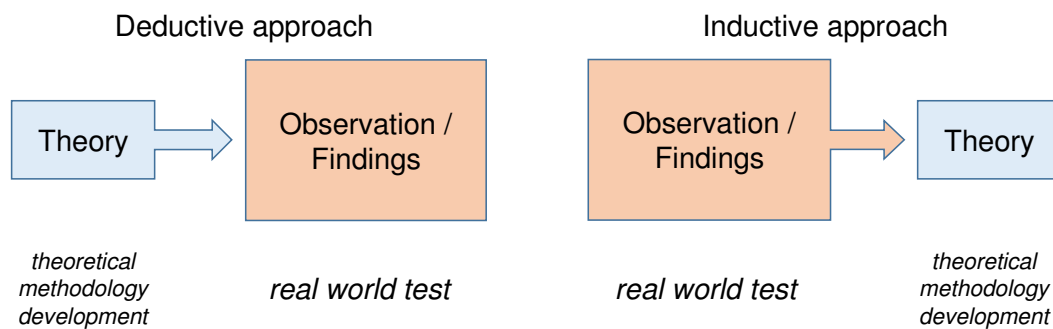 Deductive approach
Inductive approach
Theory
Observation /
Findings
Observation /
Findings
Theory
theoretical
methodology
development
real world test
real world test
theoretical
methodology
development